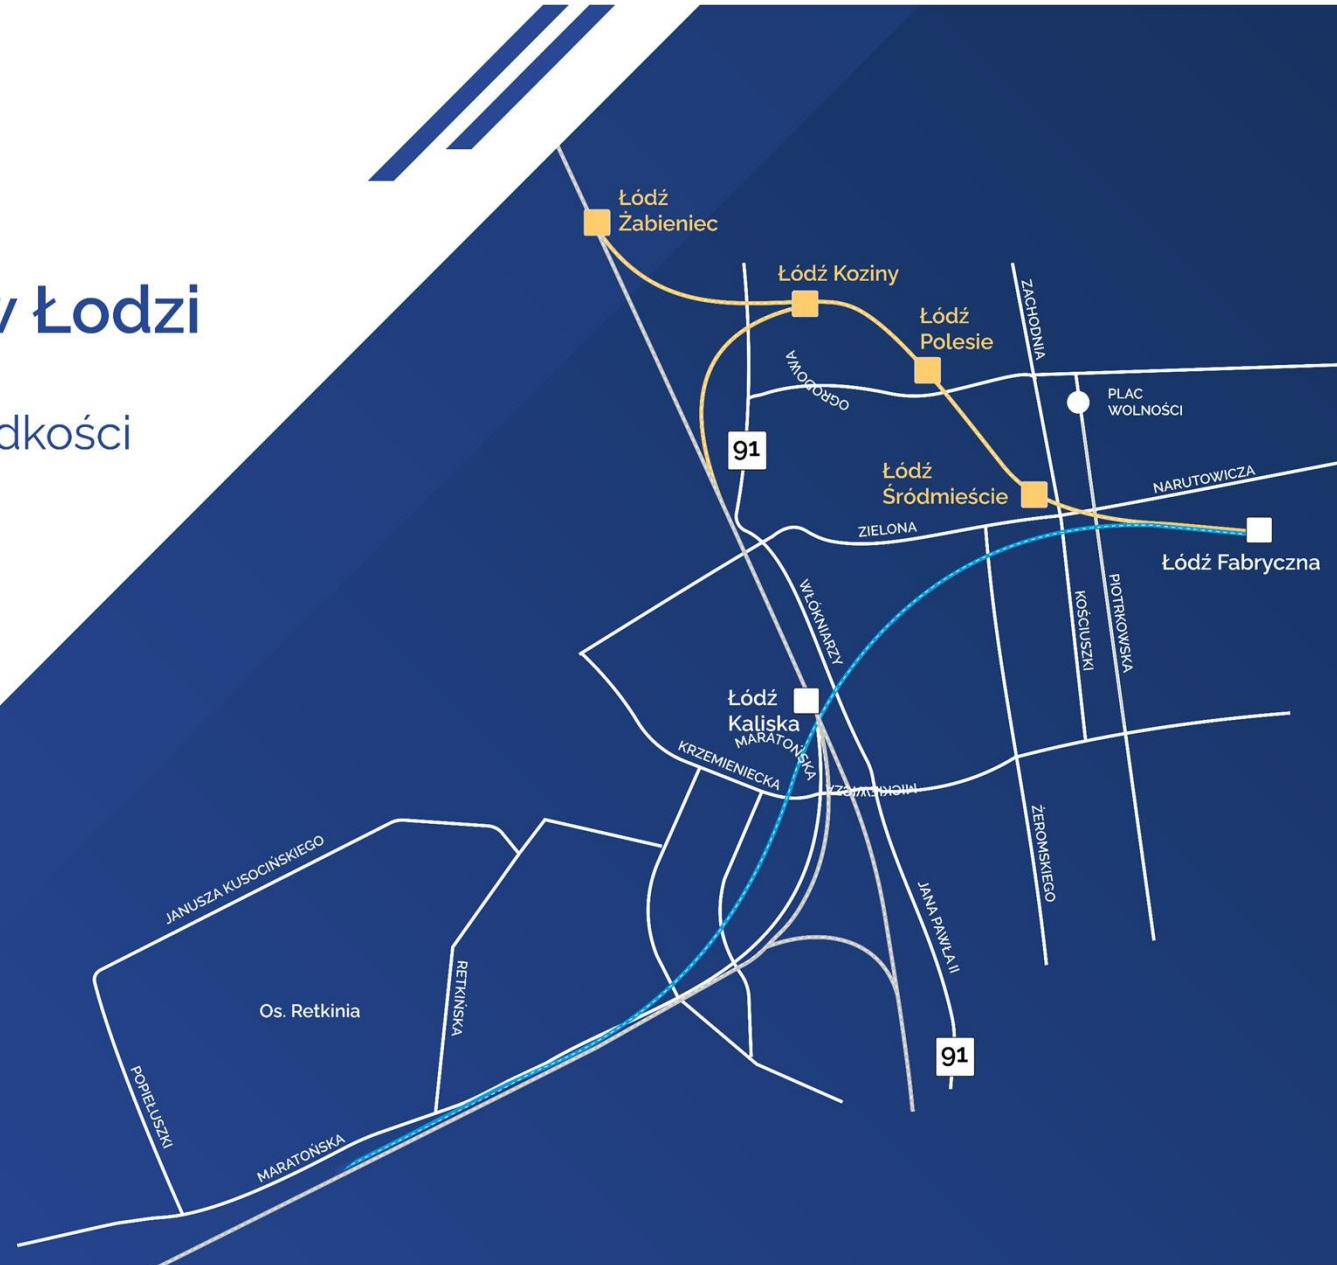 w Łodzi
dkości
Łódź
Żabieniec
Łódź Koziny
Łódź
Polesie
ZACHODNIA
OGRODOWA
PLAC
WOLNOŚCI
91
Łódź
Śródmieście
NARUTOWICZA
ZIELONA
Łódź Fabryczna
WŁÓKNIARZY
KOŚCIUSZKI
PIOTRKOWSKA
Łódź
Kaliska
MARATOŃSKA
KRZEMIENIECKA
MICKIEWICZA
ŻEROMSKIEGO
JANUSZA KUSOCIŃSKIEGO
JANA PAWŁA II
RETKIŃSKA
Os. Retkinia
91
POPIEŁUSZKI
MARATOŃSKA